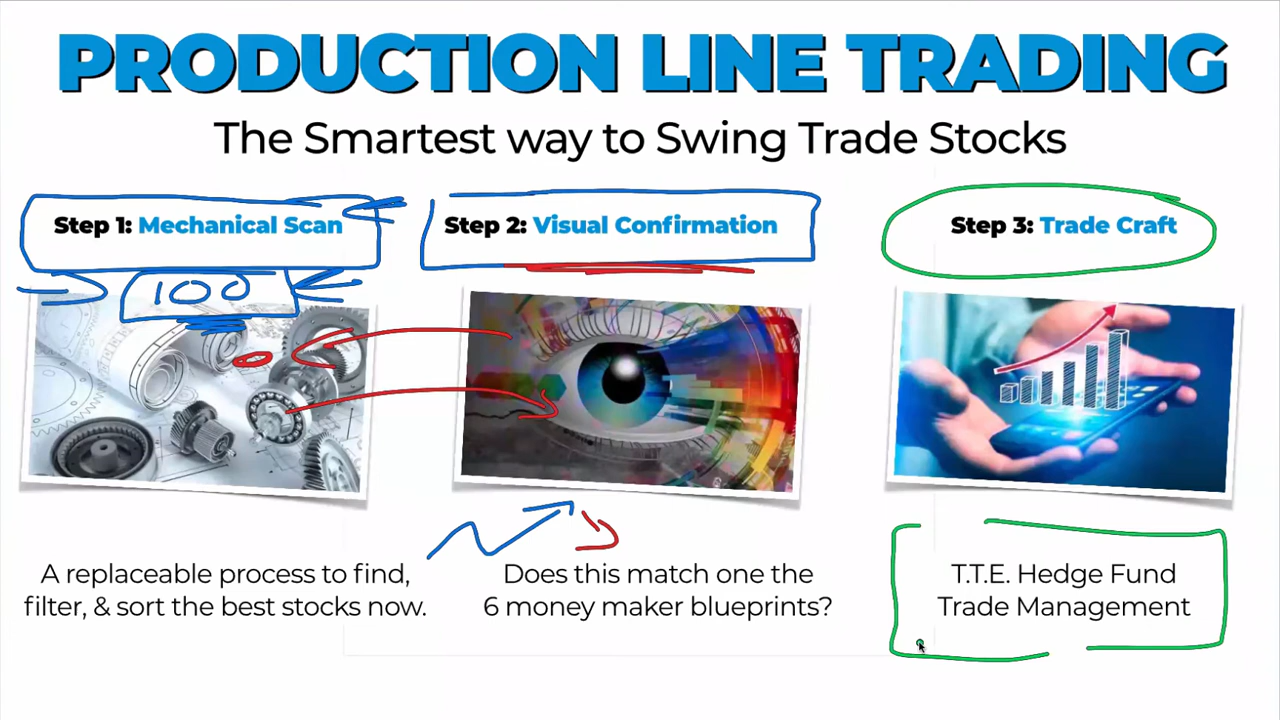 PRODUCTION LINE TRADING
The Smartest way to Swing Trade Stocks
Step 1: Mechanical Scan
Step 2: Visual Confirmation
Step 3: Trade Craft
100
A replaceable process to find,
filter, & sort the best stocks now.
Does this match one the
6 money maker blueprints?
T.T.E. Hedge Fund
Trade Management